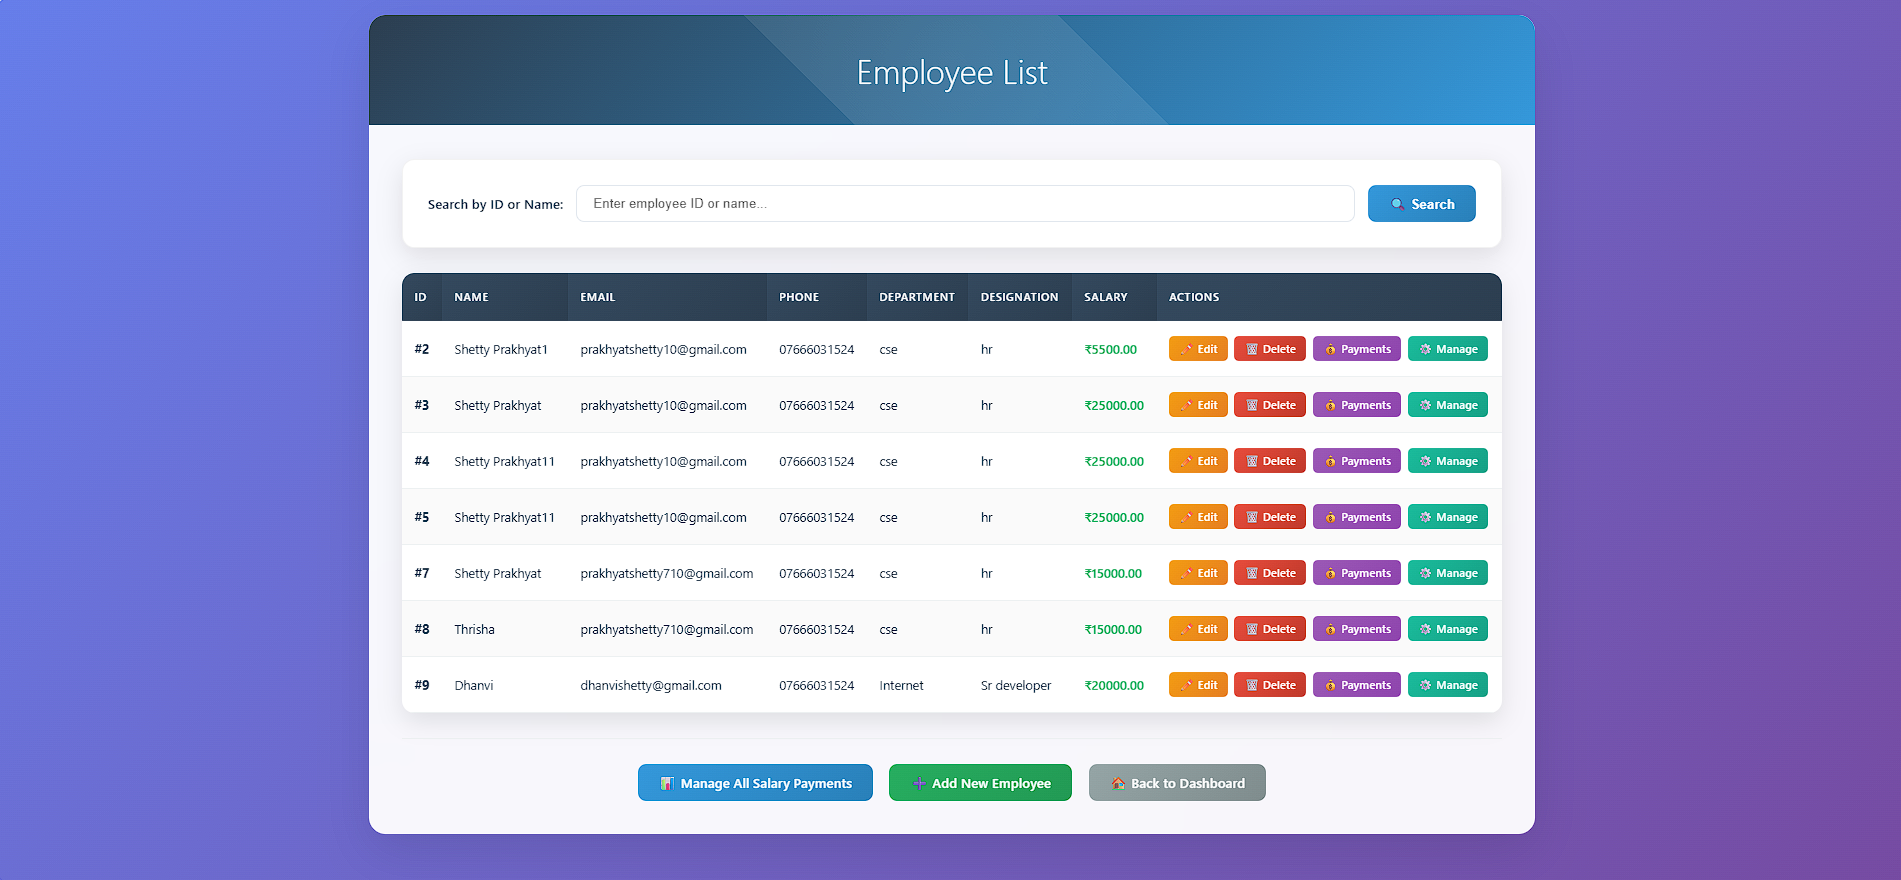 Employee List
Search by ID or Name: Enter employee ID or name... Search
ID NAME EMAIL PHONE DEPARTMENT DESIGNATION SALARY ACTIONS
#2 Shetty Prakhyat1 prakhyatshetty10@gmail.com 07666031524 cse hr ₹5500.00 Edit Delete Payments Manage
#3 Shetty Prakhyat prakhyatshetty10@gmail.com 07666031524 cse hr ₹25000.00 Edit Delete Payments Manage
#4 Shetty Prakhyat11 prakhyatshetty10@gmail.com 07666031524 cse hr ₹25000.00 Edit Delete Payments Manage
#5 Shetty Prakhyat11 prakhyatshetty10@gmail.com 07666031524 cse hr ₹25000.00 Edit Delete Payments Manage
#7 Shetty Prakhyat prakhyatshetty710@gmail.com 07666031524 cse hr ₹15000.00 Edit Delete Payments Manage
#8 Thrisha prakhyatshetty710@gmail.com 07666031524 cse hr ₹15000.00 Edit Delete Payments Manage
#9 Dhanvi dhanvishetty@gmail.com 07666031524 Internet Sr developer ₹20000.00 Edit Delete Payments Manage
Manage All Salary Payments Add New Employee Back to Dashboard